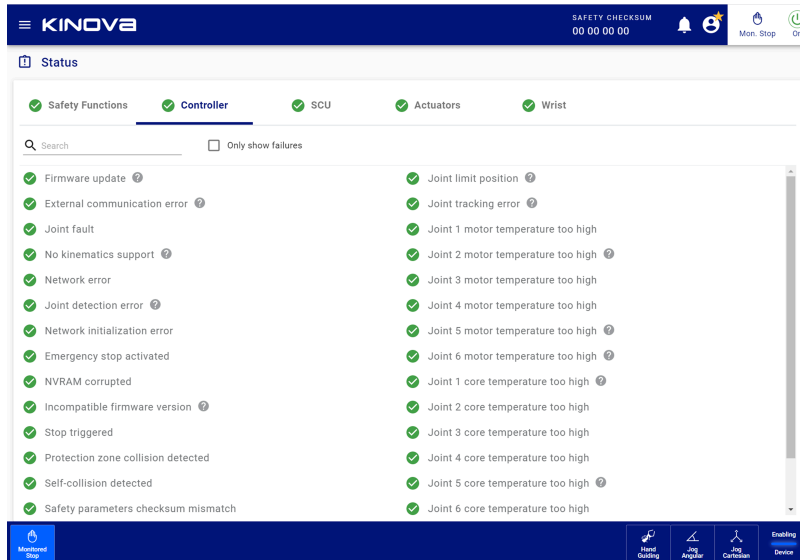 KINOVA
SAFETY CHECKSUM
00 00 00 00
Mon. Stop
Status
Safety Functions
Controller
SCU
Actuators
Wrist
Search
Only show failures
Firmware update
External communication error
Joint fault
No kinematics support
Network error
Joint detection error
Network initialization error
Emergency stop activated
NVRAM corrupted
Incompatible firmware version
Stop triggered
Protection zone collision detected
Self-collision detected
Safety parameters checksum mismatch
Joint limit position
Joint tracking error
Joint 1 motor temperature too high
Joint 2 motor temperature too high
Joint 3 motor temperature too high
Joint 4 motor temperature too high
Joint 5 motor temperature too high
Joint 6 motor temperature too high
Joint 1 core temperature too high
Joint 2 core temperature too high
Joint 3 core temperature too high
Joint 4 core temperature too high
Joint 5 core temperature too high
Joint 6 core temperature too high
Monitored
Stop
Hand
Guiding
Jog
Angular
Jog
Cartesian
Enabling
Device